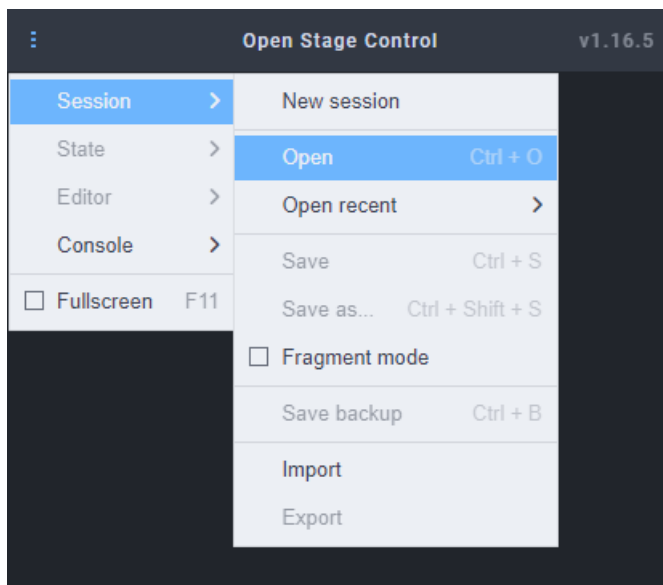 Open Stage Control v1.16.5
Session
State
Editor
Console
Fullscreen F11
New session
Open Ctrl + O
Open recent
Save Ctrl + S
Save as... Ctrl + Shift + S
Fragment mode
Save backup Ctrl + B
Import
Export